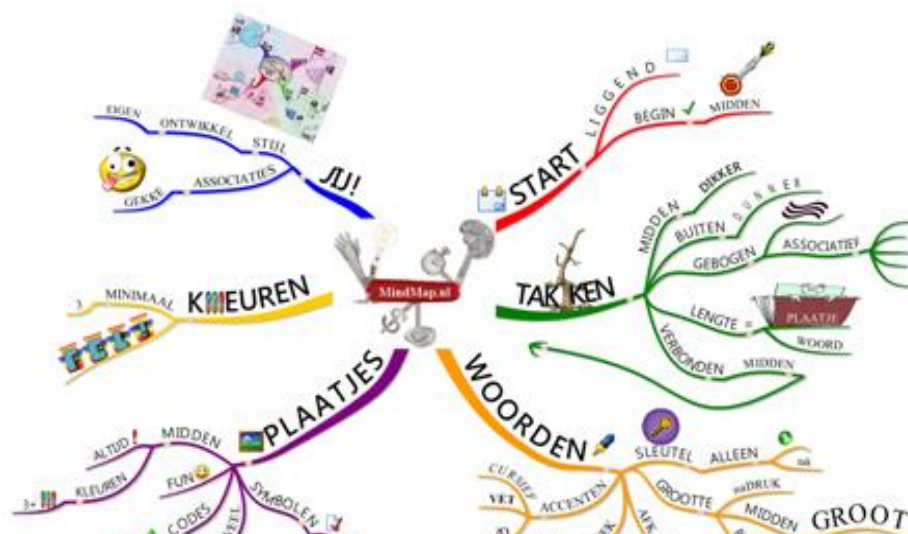 MindMap.nl
START
LIGGEND
BEGIN
MIDDEN
TAKKEN
MIDDEN
DIKKER
BUITEN
DUNNER
GEBOGEN
ASSOCIATIEF
LENGTE =
PLAATJE
WOORD
VERBONDEN
MIDDEN
WOORDEN
SLEUTEL
ALLEEN
tak
GROOTTE
naDRUK
MIDDEN
GROOT
ACCENTEN
CURSIEF
VET
PLAATJES
MIDDEN
ALTIJD
KLEUREN
3+
FUN
CODES
SYMBOLEN
KLEUREN
MINIMAAL
3
JIJ!
STIJL
ONTWIKKEL
EIGEN
ASSOCIATIES
GEKKE